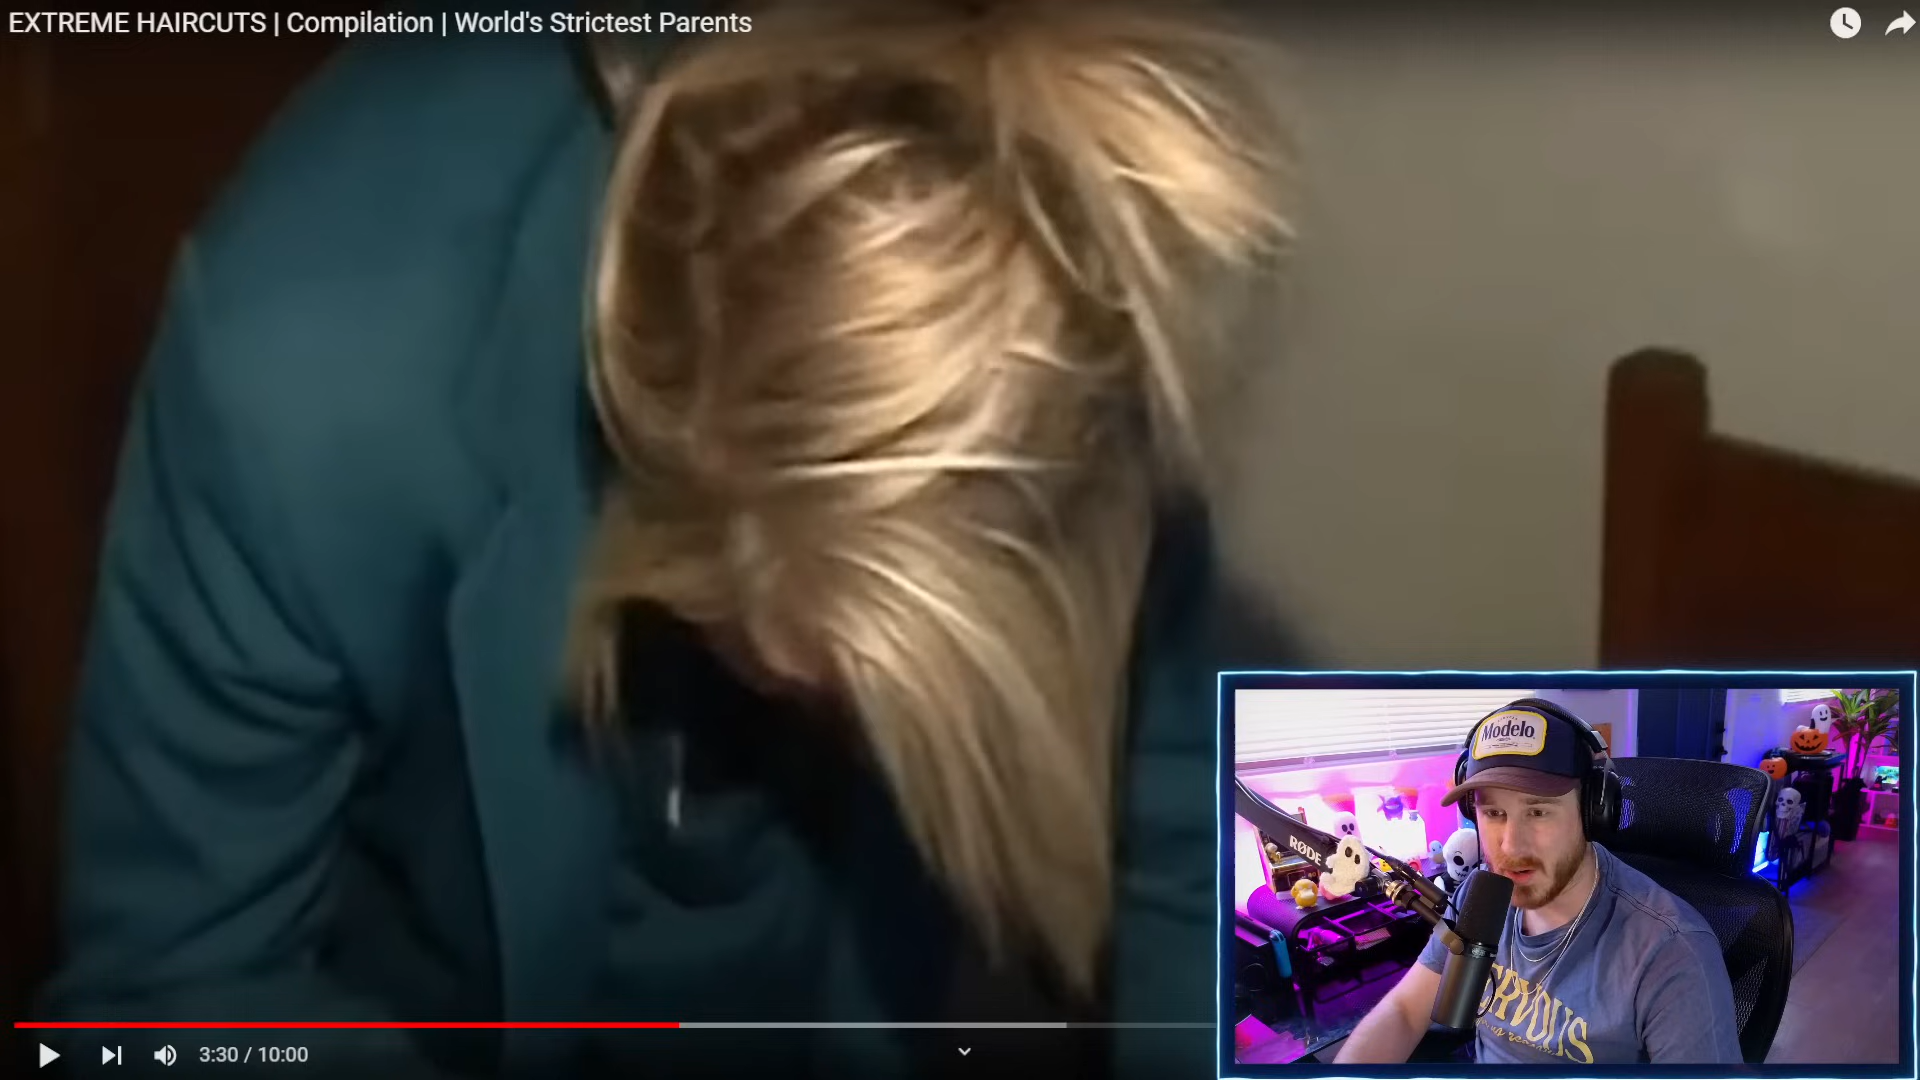 EXTREME HAIRCUTS | Compilation | World's Strictest Parents
Modelo
RØDE
3:30 / 10:00